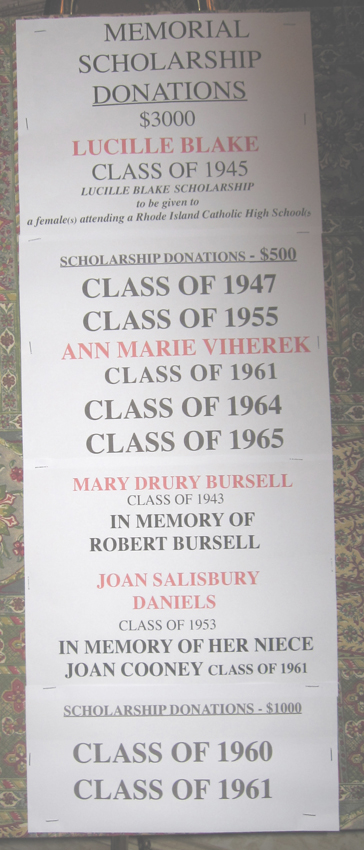 MEMORIAL
SCHOLARSHIP
DONATIONS
$3000
LUCILLE BLAKE
CLASS OF 1945
LUCILLE BLAKE SCHOLARSHIP
to be given to
a female(s) attending a Rhode Island Catholic High School(s
SCHOLARSHIP DONATIONS - $500
CLASS OF 1947
CLASS OF 1955
ANN MARIE VIHEREK
CLASS OF 1961
CLASS OF 1964
CLASS OF 1965
MARY DRURY BURSELL
CLASS OF 1943
IN MEMORY OF
ROBERT BURSELL
JOAN SALISBURY
DANIELS
CLASS OF 1953
IN MEMORY OF HER NIECE
JOAN COONEY CLASS OF 1961
SCHOLARSHIP DONATIONS - $1000
CLASS OF 1960
CLASS OF 1961